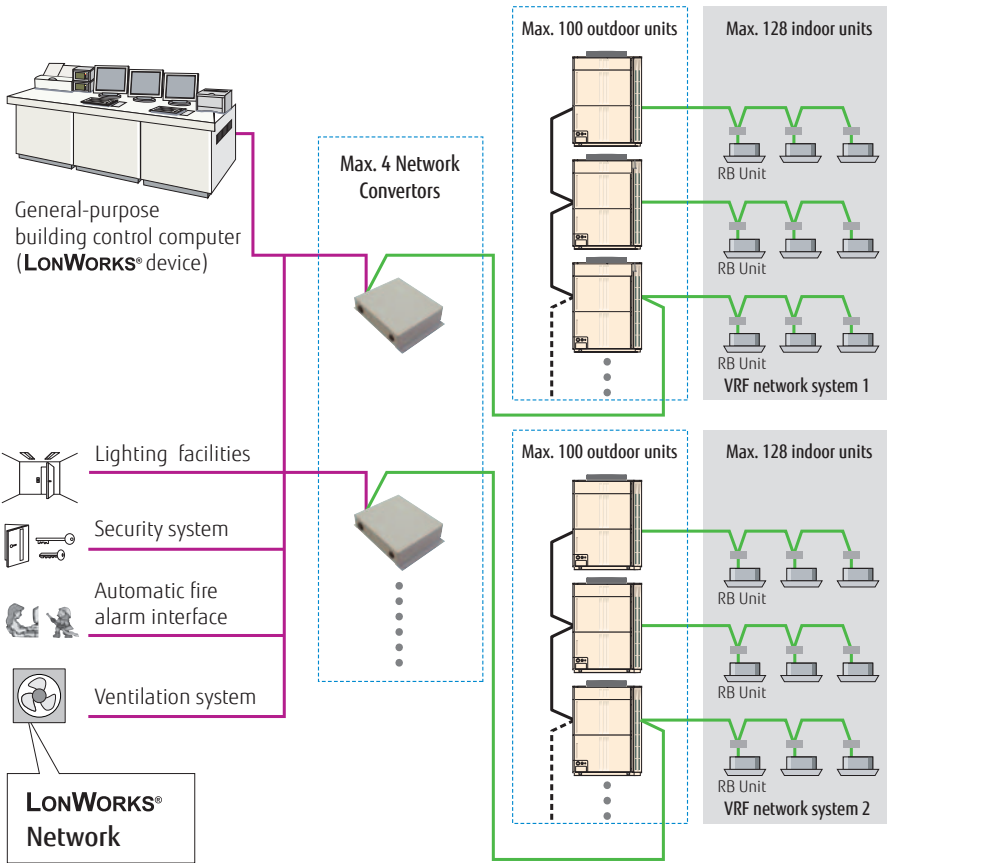 General-purpose
building control computer
(LONWORKS® device)
Max. 4 Network
Convertors
Max. 100 outdoor units
Max. 128 indoor units
RB Unit
RB Unit
RB Unit
VRF network system 1
Lighting facilities
Security system
Automatic fire
alarm interface
Ventilation system
LONWORKS®
Network
Max. 100 outdoor units
Max. 128 indoor units
RB Unit
RB Unit
RB Unit
VRF network system 2